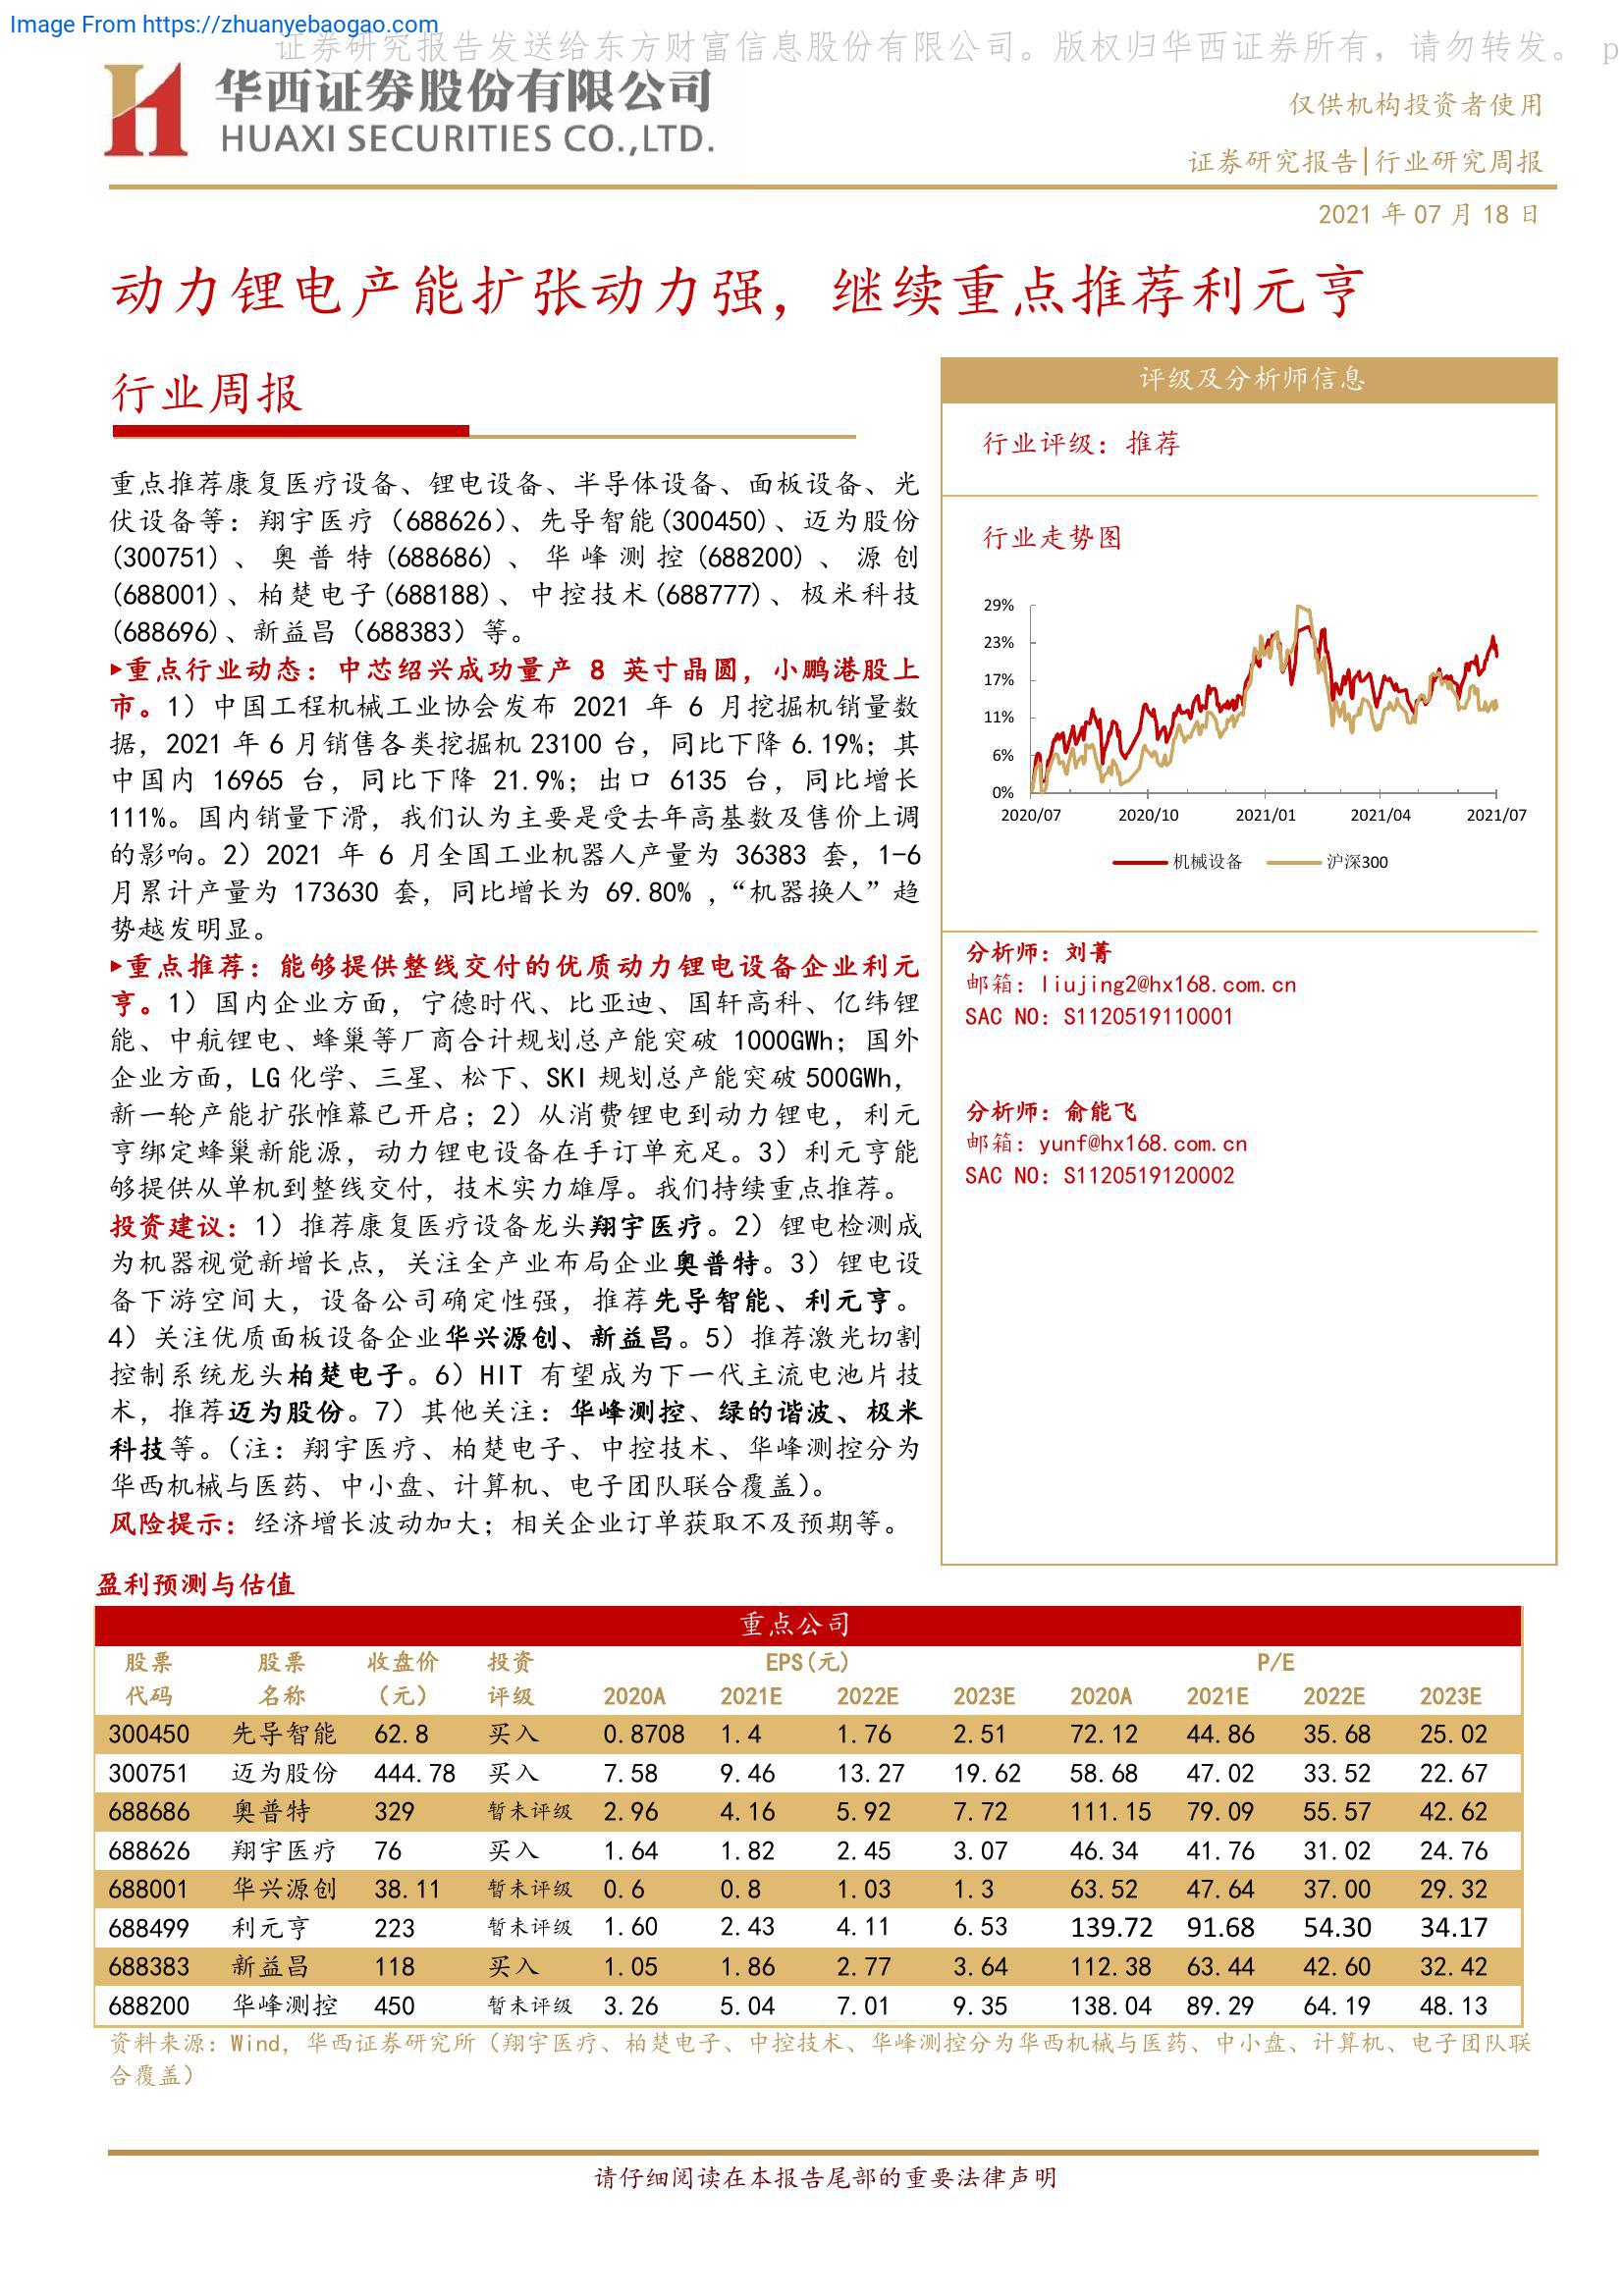 Image From https://zhuanyebaogao.com
证券研究报告发送给东方财富信息股份有限公司。版权归华西证券所有，请勿转发。 p
华西证券股份有限公司
HUAXI SECURITIES CO.,LTD.
仅供机构投资者使用
证券研究报告|行业研究周报
2021 年 07 月 18 日
动力锂电产能扩张动力强，继续重点推荐利元亨
行业周报
重点推荐康复医疗设备、锂电设备、半导体设备、面板设备、光
伏设备等：翔宇医疗（688626)、先导智能(300450)、迈为股份
(300751)、奥普特(688686)、华峰测控(688200)、源创
(688001)、柏楚电子(688188)、中控技术(688777)、极米科技
(688696)、新益昌（688383）等。
▸重点行业动态：中芯绍兴成功量产 8 英寸晶圆，小鹏港股上
市。1）中国工程机械工业协会发布 2021 年 6 月挖掘机销量数
据，2021 年 6 月销售各类挖掘机 23100 台，同比下降 6.19%；其
中国内 16965 台，同比下降 21.9%；出口 6135 台，同比增长
111%。国内销量下滑，我们认为主要是受去年高基数及售价上调
的影响。2）2021 年 6 月全国工业机器人产量为 36383 套，1-6
月累计产量为 173630 套，同比增长为 69.80% ，“机器换人”趋
势越发明显。
▸重点推荐：能够提供整线交付的优质动力锂电设备企业利元
亨。1）国内企业方面，宁德时代、比亚迪、国轩高科、亿纬锂
能、中航锂电、蜂巢等厂商合计规划总产能突破 1000GWh；国外
企业方面，LG 化学、三星、松下、SKI 规划总产能突破 500GWh，
新一轮产能扩张帷幕已开启；2）从消费锂电到动力锂电，利元
亨绑定蜂巢新能源，动力锂电设备在手订单充足。3）利元亨能
够提供从单机到整线交付，技术实力雄厚。我们持续重点推荐。
投资建议：1）推荐康复医疗设备龙头翔宇医疗。2）锂电检测成
为机器视觉新增长点，关注全产业布局企业奥普特。3）锂电设
备下游空间大，设备公司确定性强，推荐先导智能、利元亨。
4）关注优质面板设备企业华兴源创、新益昌。5）推荐激光切割
控制系统龙头柏楚电子。6）HIT 有望成为下一代主流电池片技
术，推荐迈为股份。7）其他关注：华峰测控、绿的谐波、极米
科技等。（注：翔宇医疗、柏楚电子、中控技术、华峰测控分为
华西机械与医药、中小盘、计算机、电子团队联合覆盖）。
风险提示：经济增长波动加大；相关企业订单获取不及预期等。
评级及分析师信息
行业评级：推荐
行业走势图
29%
23%
17%
11%
6%
0%
2020/07 2020/10 2021/01 2021/04 2021/07
机械设备 沪深300
分析师：刘菁
邮箱：liujing2@hx168.com.cn
SAC NO：S1120519110001
分析师：俞能飞
邮箱：yunf@hx168.com.cn
SAC NO：S1120519120002
盈利预测与估值
重点公司
股票 股票 收盘价 投资 EPS(元) P/E
代码 名称 （元） 评级 2020A 2021E 2022E 2023E 2020A 2021E 2022E 2023E
300450 先导智能 62.8 买入 0.8708 1.4 1.76 2.51 72.12 44.86 35.68 25.02
300751 迈为股份 444.78 买入 7.58 9.46 13.27 19.62 58.68 47.02 33.52 22.67
688686 奥普特 329 暂未评级 2.96 4.16 5.92 7.72 111.15 79.09 55.57 42.62
688626 翔宇医疗 76 买入 1.64 1.82 2.45 3.07 46.34 41.76 31.02 24.76
688001 华兴源创 38.11 暂未评级 0.6 0.8 1.03 1.3 63.52 47.64 37.00 29.32
688499 利元亨 223 暂未评级 1.60 2.43 4.11 6.53 139.72 91.68 54.30 34.17
688383 新益昌 118 买入 1.05 1.86 2.77 3.64 112.38 63.44 42.60 32.42
688200 华峰测控 450 暂未评级 3.26 5.04 7.01 9.35 138.04 89.29 64.19 48.13
资料来源：Wind，华西证券研究所（翔宇医疗、柏楚电子、中控技术、华峰测控分为华西机械与医药、中小盘、计算机、电子团队联
合覆盖）
请仔细阅读在本报告尾部的重要法律声明